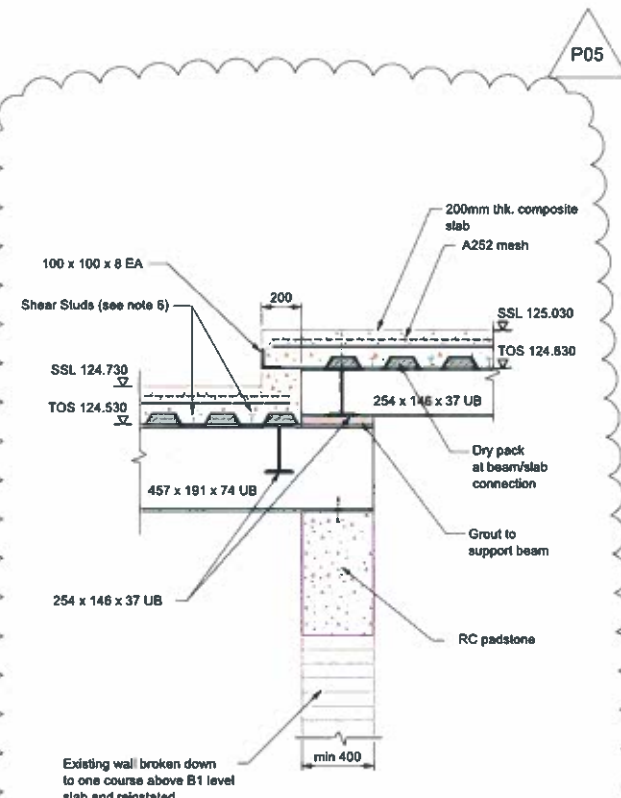 P05
200mm thk. composite
slab
A252 mesh
100 x 100 x 8 EA
200
Shear Studs (see note 6)
SSL 125.030
SSL 124.730
TOS 124.830
TOS 124.530
254 x 146 x 37 UB
Dry pack
at beam/slab
connection
457 x 191 x 74 UB
Grout to
support beam
254 x 146 x 37 UB
RC padstone
min 400
Existing wall broken down
to one course above B1 level
slab and reinstated